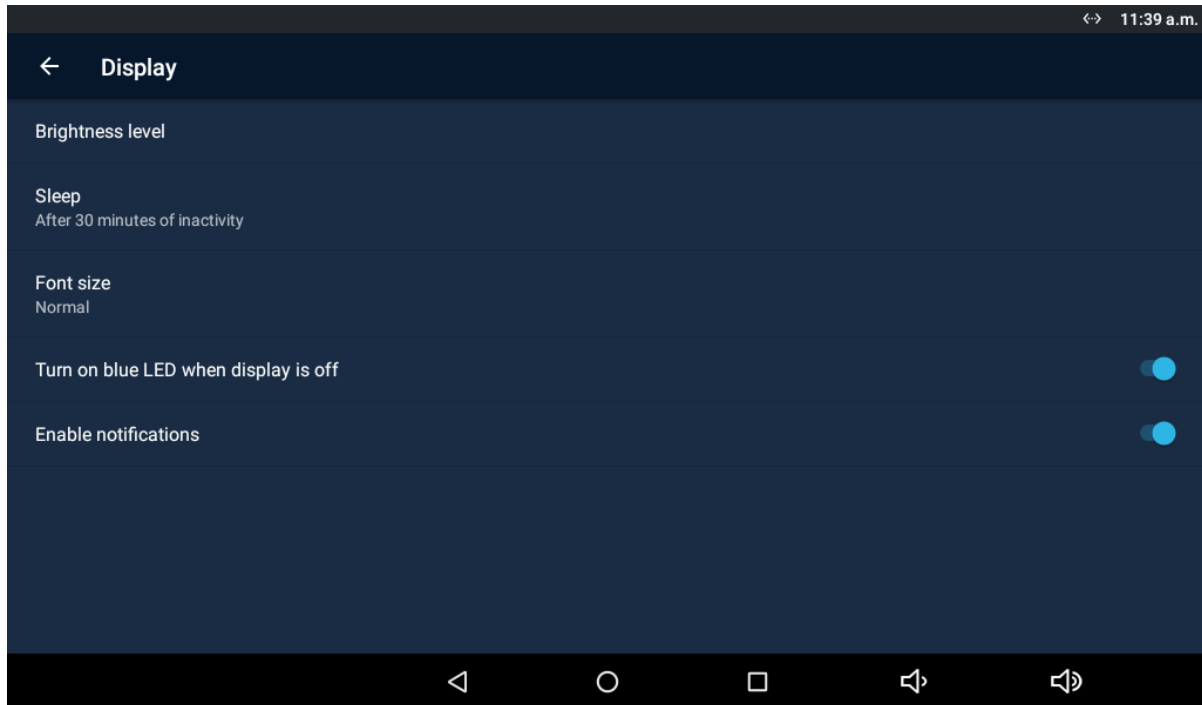 11:39 a.m.
Display
Brightness level
Sleep
After 30 minutes of inactivity
Font size
Normal
Turn on blue LED when display is off
Enable notifications